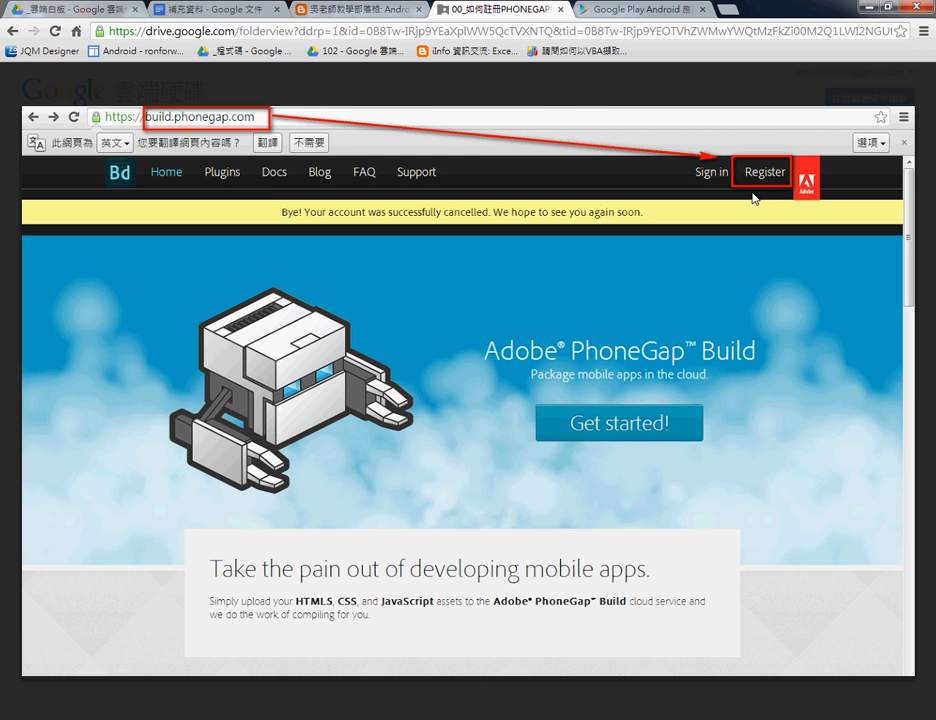 _雲端白板 - Google 雲端
補充資料 - Google 文件
吳老師教學部落格: Andro
00_如何註冊PHONEGAP
Google Play Android 應
https://drive.google.com/folderview?
JQM Designer
Android - ronforw...
_程式碼 - Google ...
102 - Google 雲端...
iInfo 資訊交流: Exce...
請問如何以VBA擷取...
Google 雲端硬碟
https://build.phonegap.com
此網頁為 英文 您要翻譯網頁內容嗎？ 翻譯 不需要 選項
Bd Home Plugins Docs Blog FAQ Support Sign in Register
Adobe
Bye! Your account was successfully cancelled. We hope to see you again soon.
Adobe® PhoneGap™ Build
Package mobile apps in the cloud.
Get started!
Take the pain out of developing mobile apps.
Simply upload your HTML5, CSS, and JavaScript assets to the Adobe® PhoneGap™ Build cloud service and
we do the work of compiling for you.